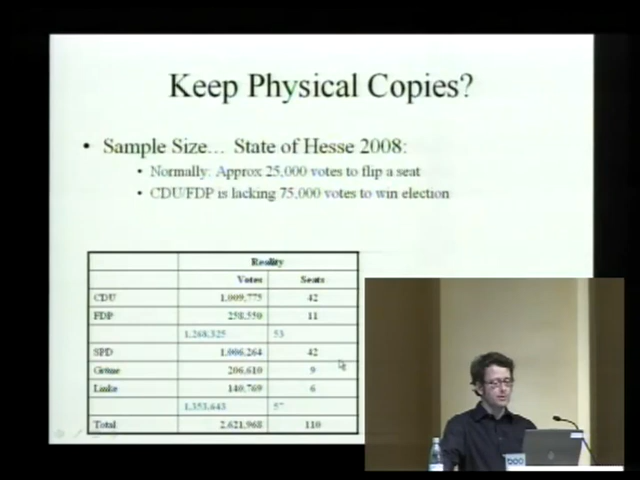 Keep Physical Copies?
• Sample Size... State of Hesse 2008:
• Normally: Approx 25,000 votes to flip a seat
• CDU/FDP is lacking 75,000 votes to win election
Reality
Votes Seats
CDU 1,009,775 42
FDP 258,550 11
1,268,325 53
SPD 1,006,264 42
Grüne 206,610 9
Linke 140,769 6
1,353,643 57
Total 2,621,968 110